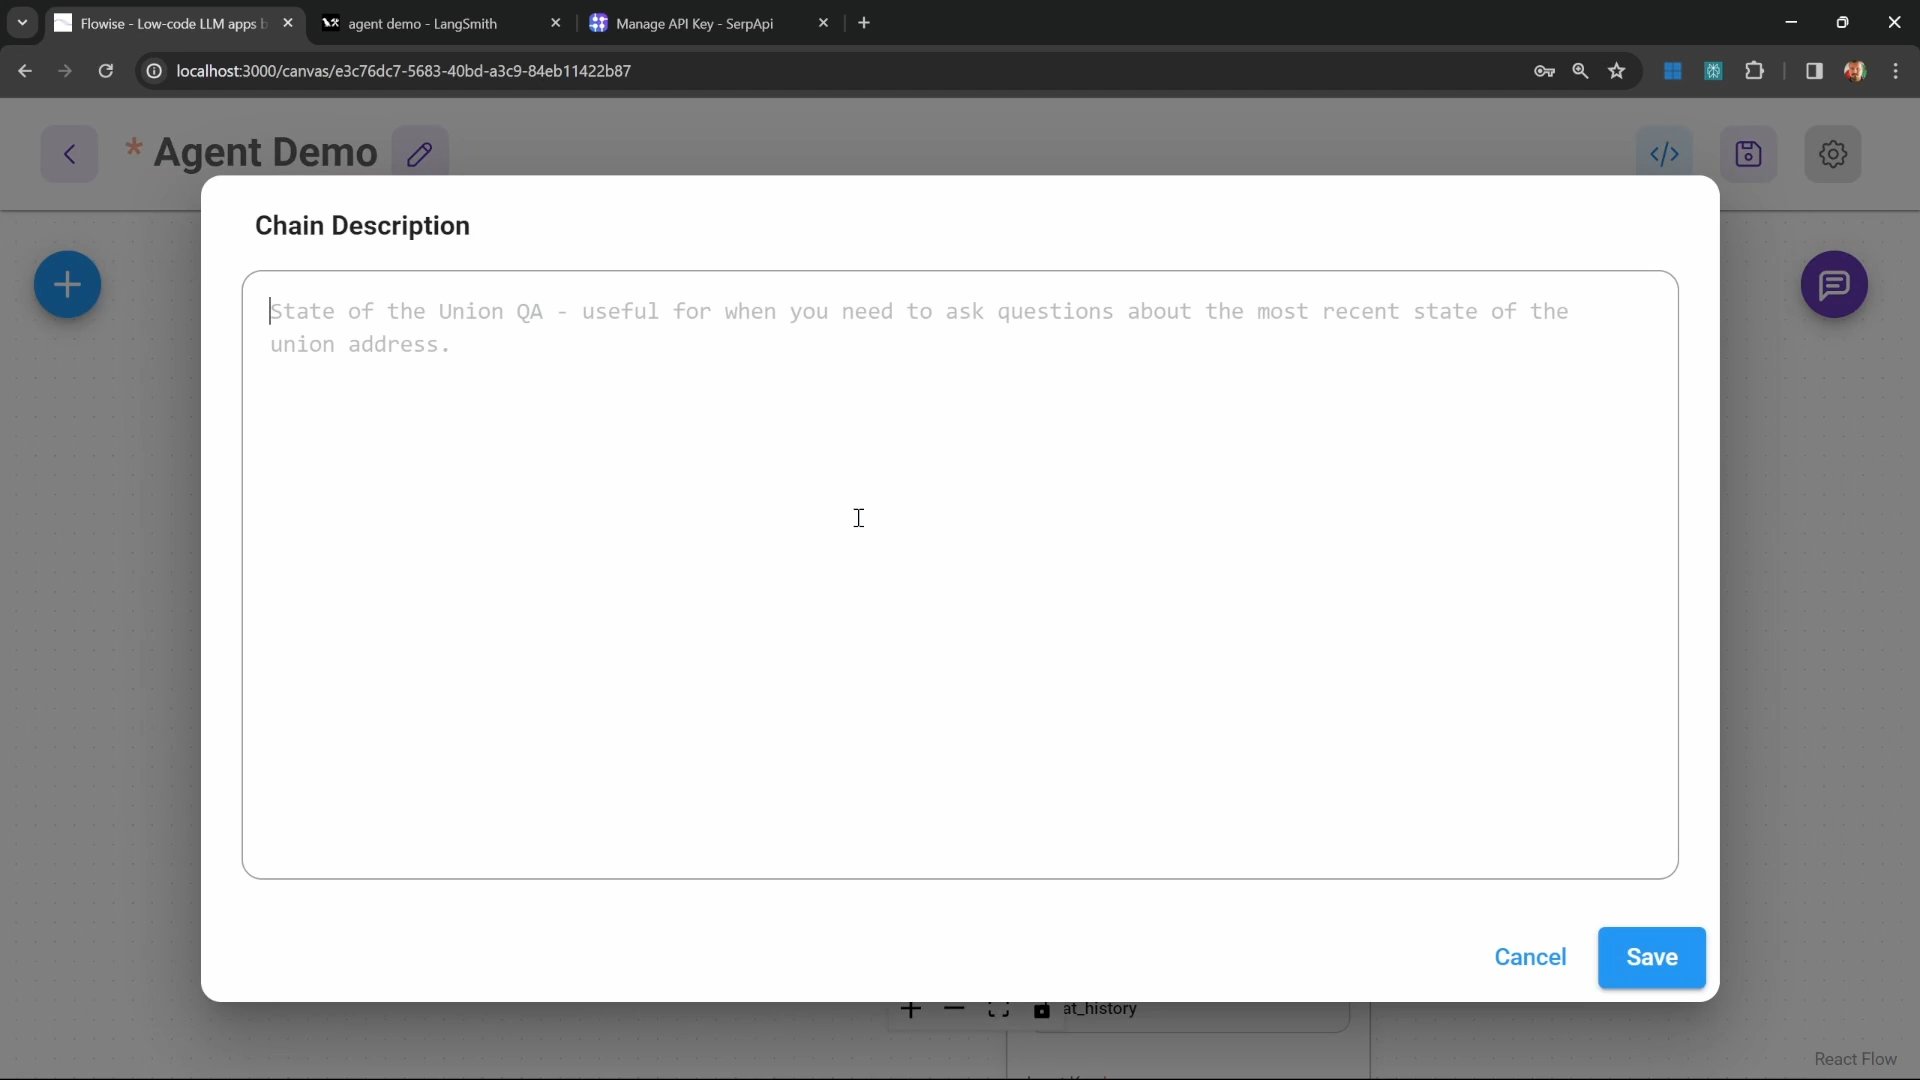 Flowise - Low-code LLM apps b
agent demo - LangSmith
Manage API Key - SerpApi
localhost:3000/canvas/e3c76dc7-5683-40bd-a3c9-84eb11422b87
* Agent Demo
Chain Description
State of the Union QA - useful for when you need to ask questions about the most recent state of the
union address.
Cancel
Save
at_history
React Flow